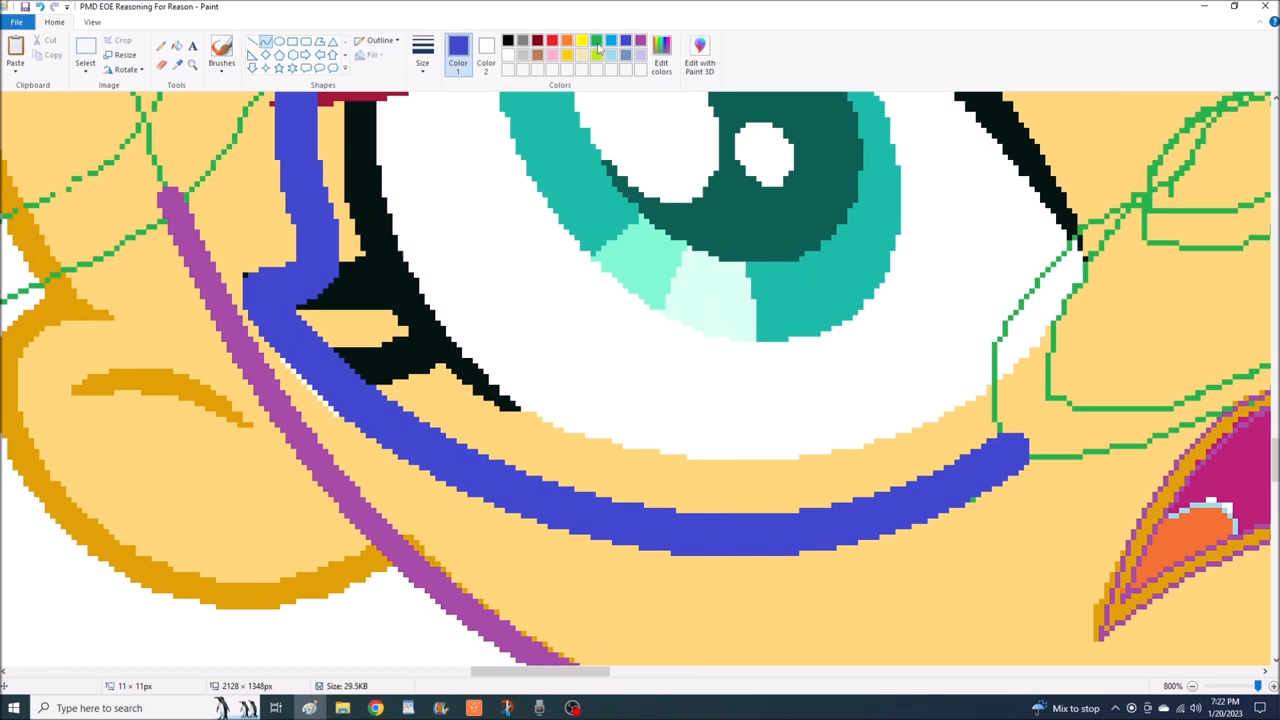 PMD EOE Reasoning For Reason - Paint
File Home View
Paste Cut Copy
Clipboard
Select Crop Resize Rotate
Image
A
Tools
Brushes
Outline Fill
Shapes
Size
Color 1 Color 2
Edit colors
Colors
Edit with Paint 3D
11 × 11px 2128 × 1348px Size: 29.5KB 800%
Type here to search Mix to stop 7:22 PM
1/20/2023